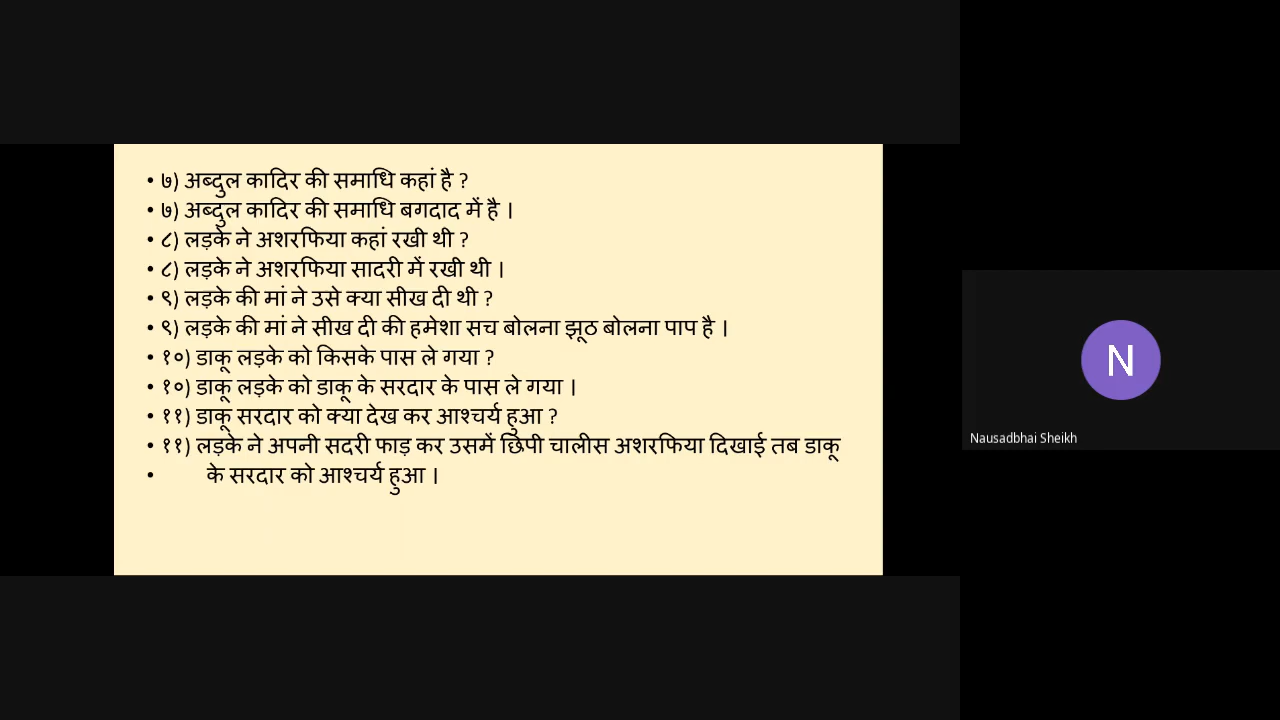 • ७) अब्दुल कादिर की समाधि कहां है ?
• ७) अब्दुल कादिर की समाधि बगदाद में है ।
• ८) लड़के ने अशरफिया कहां रखी थी ?
• ८) लड़के ने अशरफिया सादरी में रखी थी ।
• ९) लड़के की मां ने उसे क्या सीख दी थी ?
• ९) लड़के की मां ने सीख दी की हमेशा सच बोलना झूठ बोलना पाप है ।
• १०) डाकू लड़के को किसके पास ले गया ?
• १०) डाकू लड़के को डाकू के सरदार के पास ले गया ।
• ११) डाकू सरदार को क्या देख कर आश्चर्य हुआ ?
• ११) लड़के ने अपनी सदरी फाड़ कर उसमें छिपी चालीस अशरफिया दिखाई तब डाकू
• के सरदार को आश्चर्य हुआ ।
N
Nausadbhai Sheikh